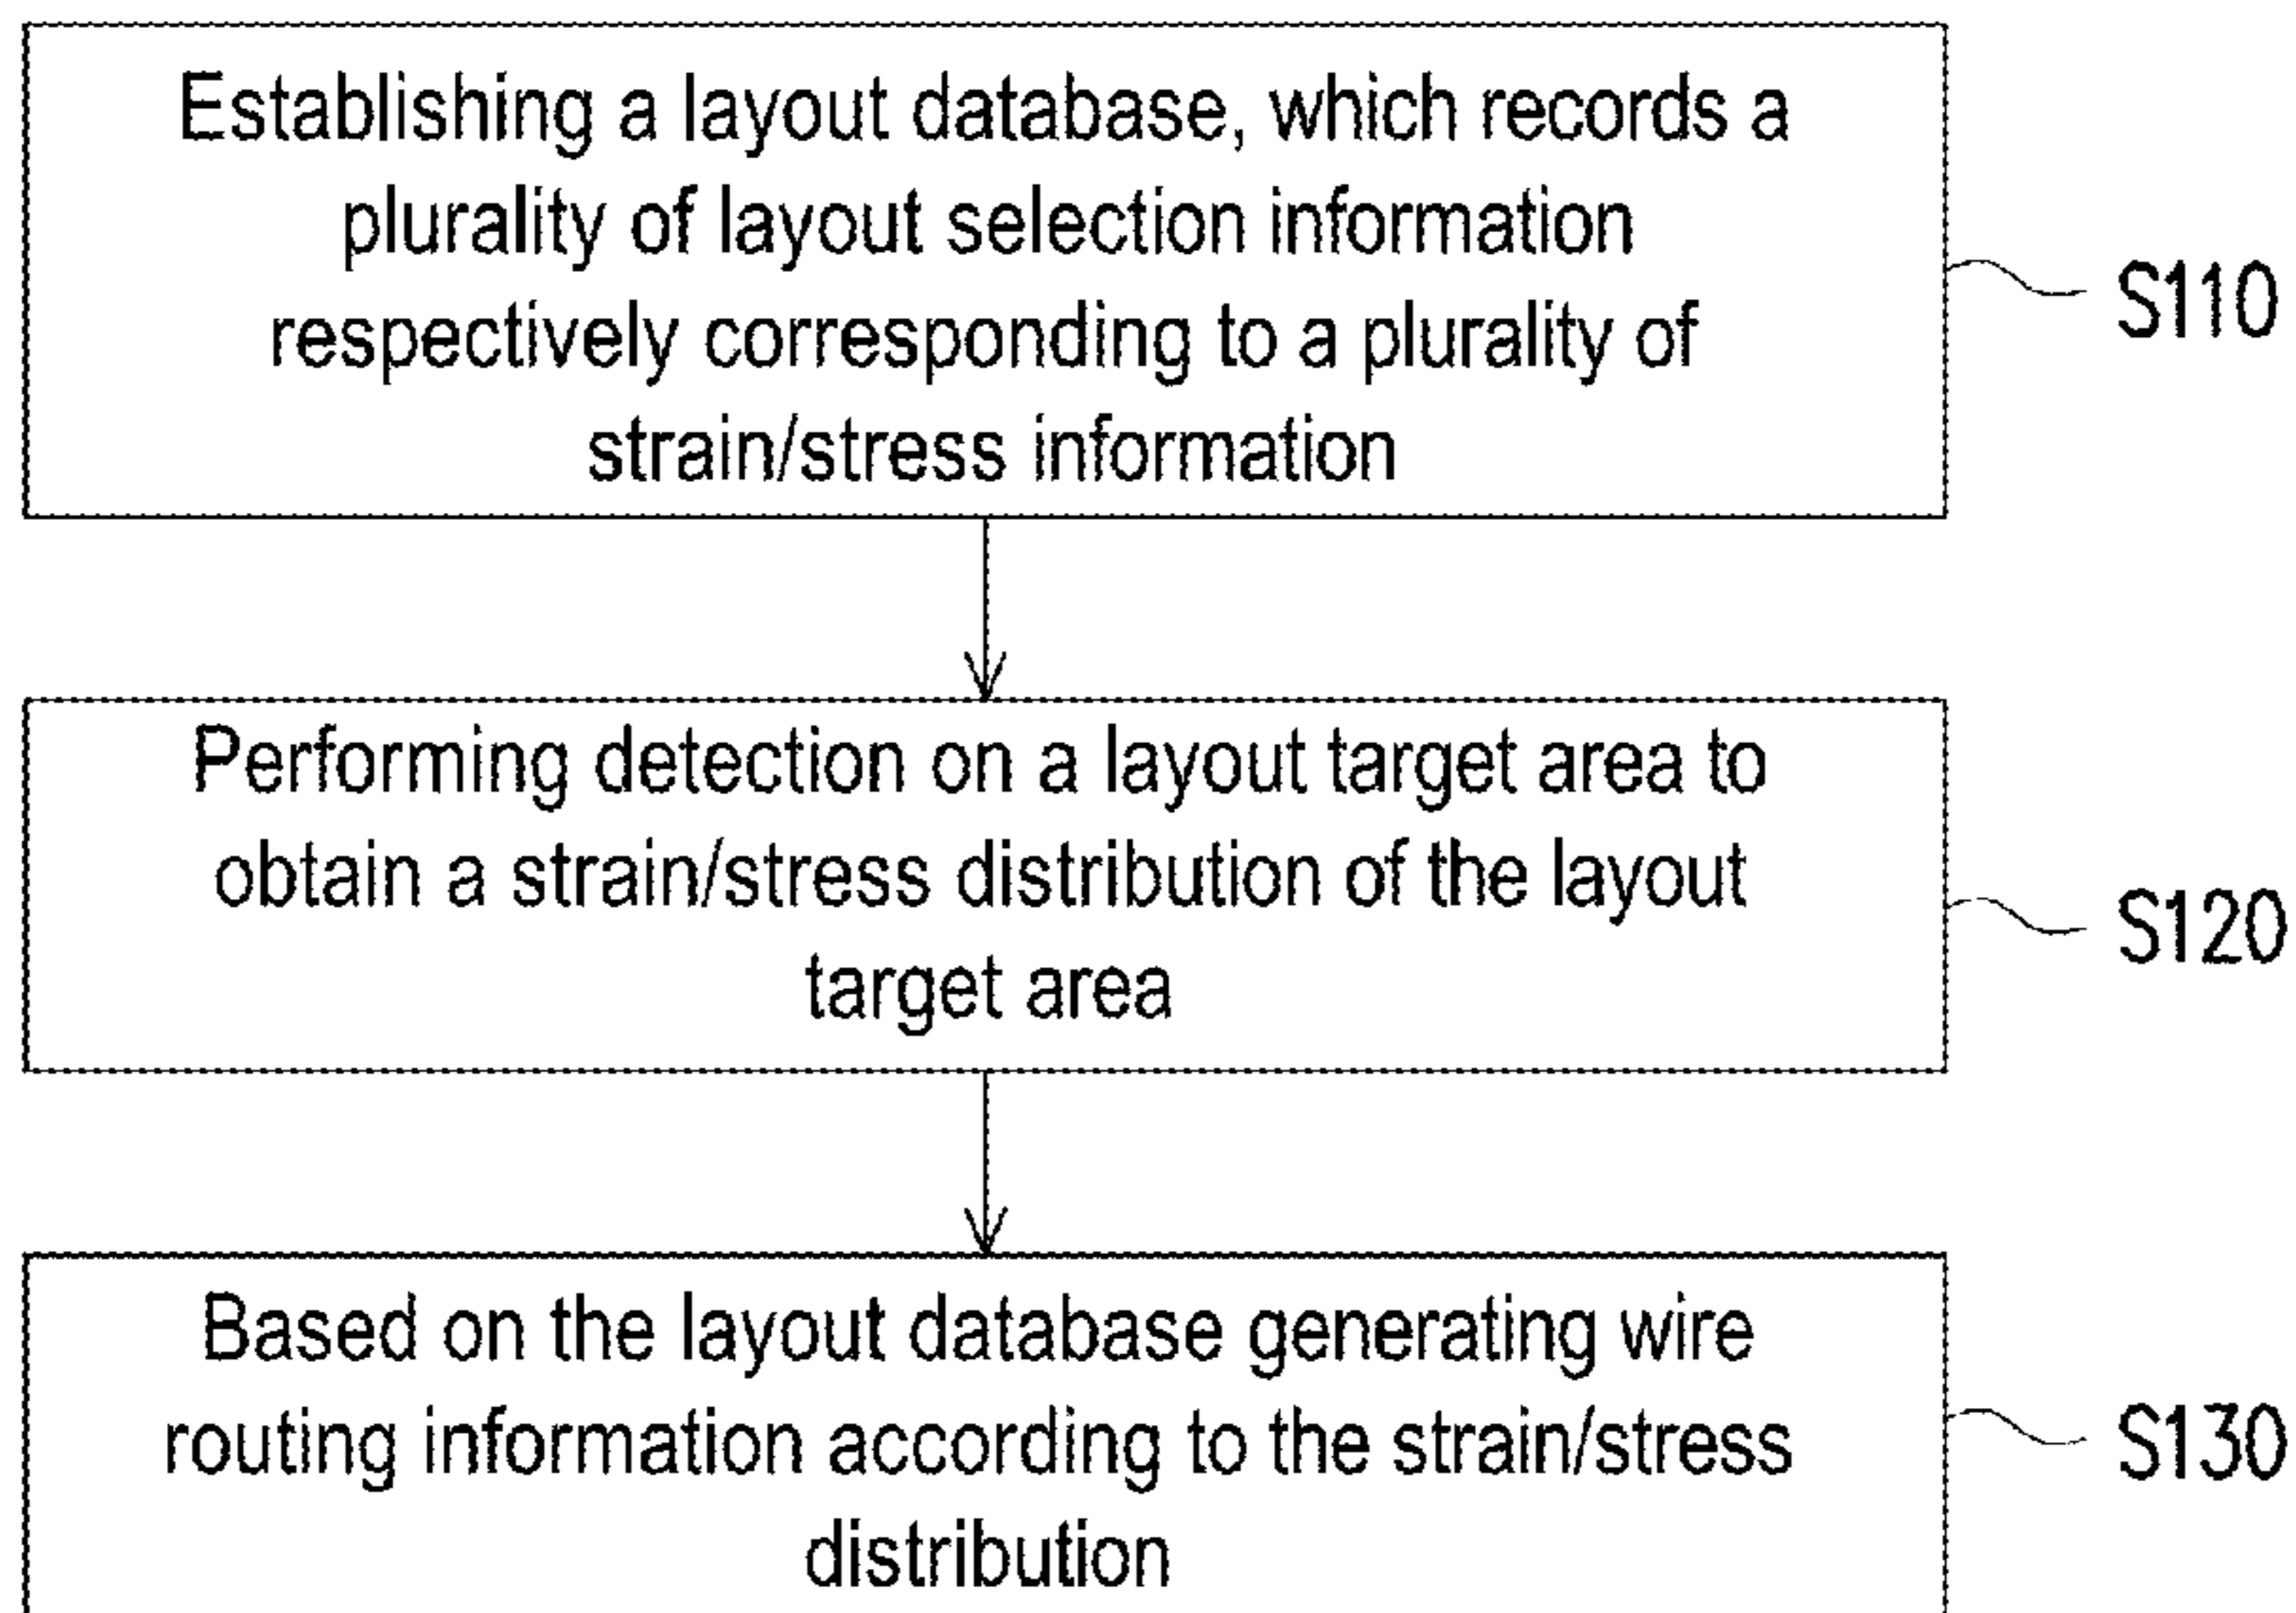 Establishing a layout database, which records a
plurality of layout selection information
respectively corresponding to a plurality of
strain/stress information
S110
Performing detection on a layout target area to
obtain a strain/stress distribution of the layout
target area
S120
Based on the layout database generating wire
routing information according to the strain/stress
distribution
S130